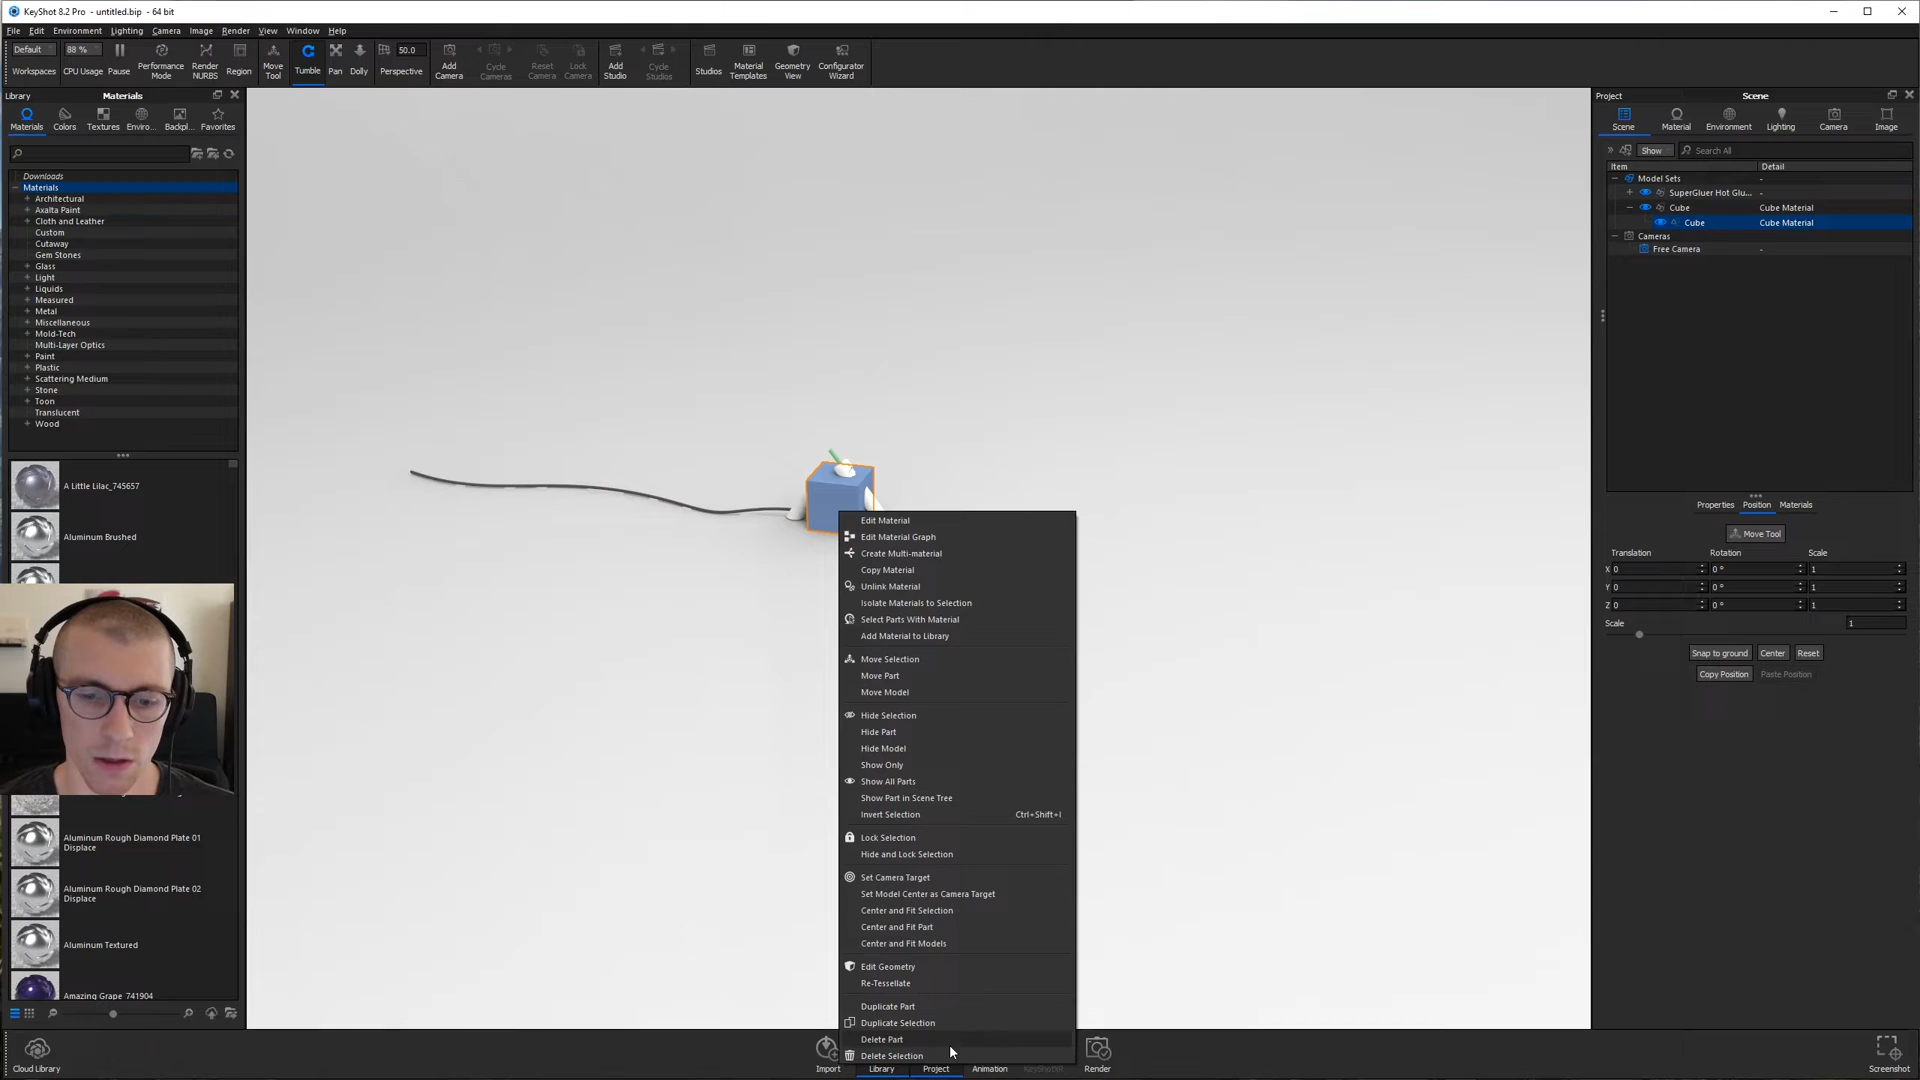 KeyShot 8.2 Pro - untitled.bip - 64 bit
File Edit Environment Lighting Camera Image Render View Window Help
Default 88 % 50.0
Workspaces CPU Usage Pause Performance Mode Render NURBS Region Move Tool Tumble Pan Dolly Perspective Add Camera Cycle Cameras Reset Camera Lock Camera Add Studio Cycle Studios Studios Material Templates Geometry View Configurator Wizard
Library Materials
Materials Colors Textures Enviro... Backpl... Favorites
Downloads
Materials
Architectural
Axalta Paint
Cloth and Leather
Custom
Cutaway
Gem Stones
Glass
Light
Liquids
Measured
Metal
Miscellaneous
Mold-Tech
Multi-Layer Optics
Paint
Plastic
Scattering Medium
Stone
Toon
Translucent
Wood
A Little Lilac_745657
Aluminum Brushed
Aluminum Rough Diamond Plate 01
Displace
Aluminum Rough Diamond Plate 02
Displace
Aluminum Textured
Amazing Grape 741904
Edit Material
Edit Material Graph
Create Multi-material
Copy Material
Unlink Material
Isolate Materials to Selection
Select Parts With Material
Add Material to Library
Move Selection
Move Part
Move Model
Hide Selection
Hide Part
Hide Model
Show Only
Show All Parts
Show Part in Scene Tree
Invert Selection Ctrl+Shift+I
Lock Selection
Hide and Lock Selection
Set Camera Target
Set Model Center as Camera Target
Center and Fit Selection
Center and Fit Part
Center and Fit Models
Edit Geometry
Re-Tessellate
Duplicate Part
Duplicate Selection
Delete Part
Delete Selection
Project Scene
Scene Material Environment Lighting Camera Image
Show Search All
Item Detail
Model Sets -
SuperGluer Hot Glu... -
Cube Cube Material
Cube Cube Material
Cameras
Free Camera -
Properties Position Materials
Move Tool
Translation Rotation Scale
X 0 0 ° 1
Y 0 0 ° 1
Z 0 0 ° 1
Scale 1
Snap to ground Center Reset
Copy Position Paste Position
Cloud Library Import Library Project Animation KeyShotXR Render Screenshot